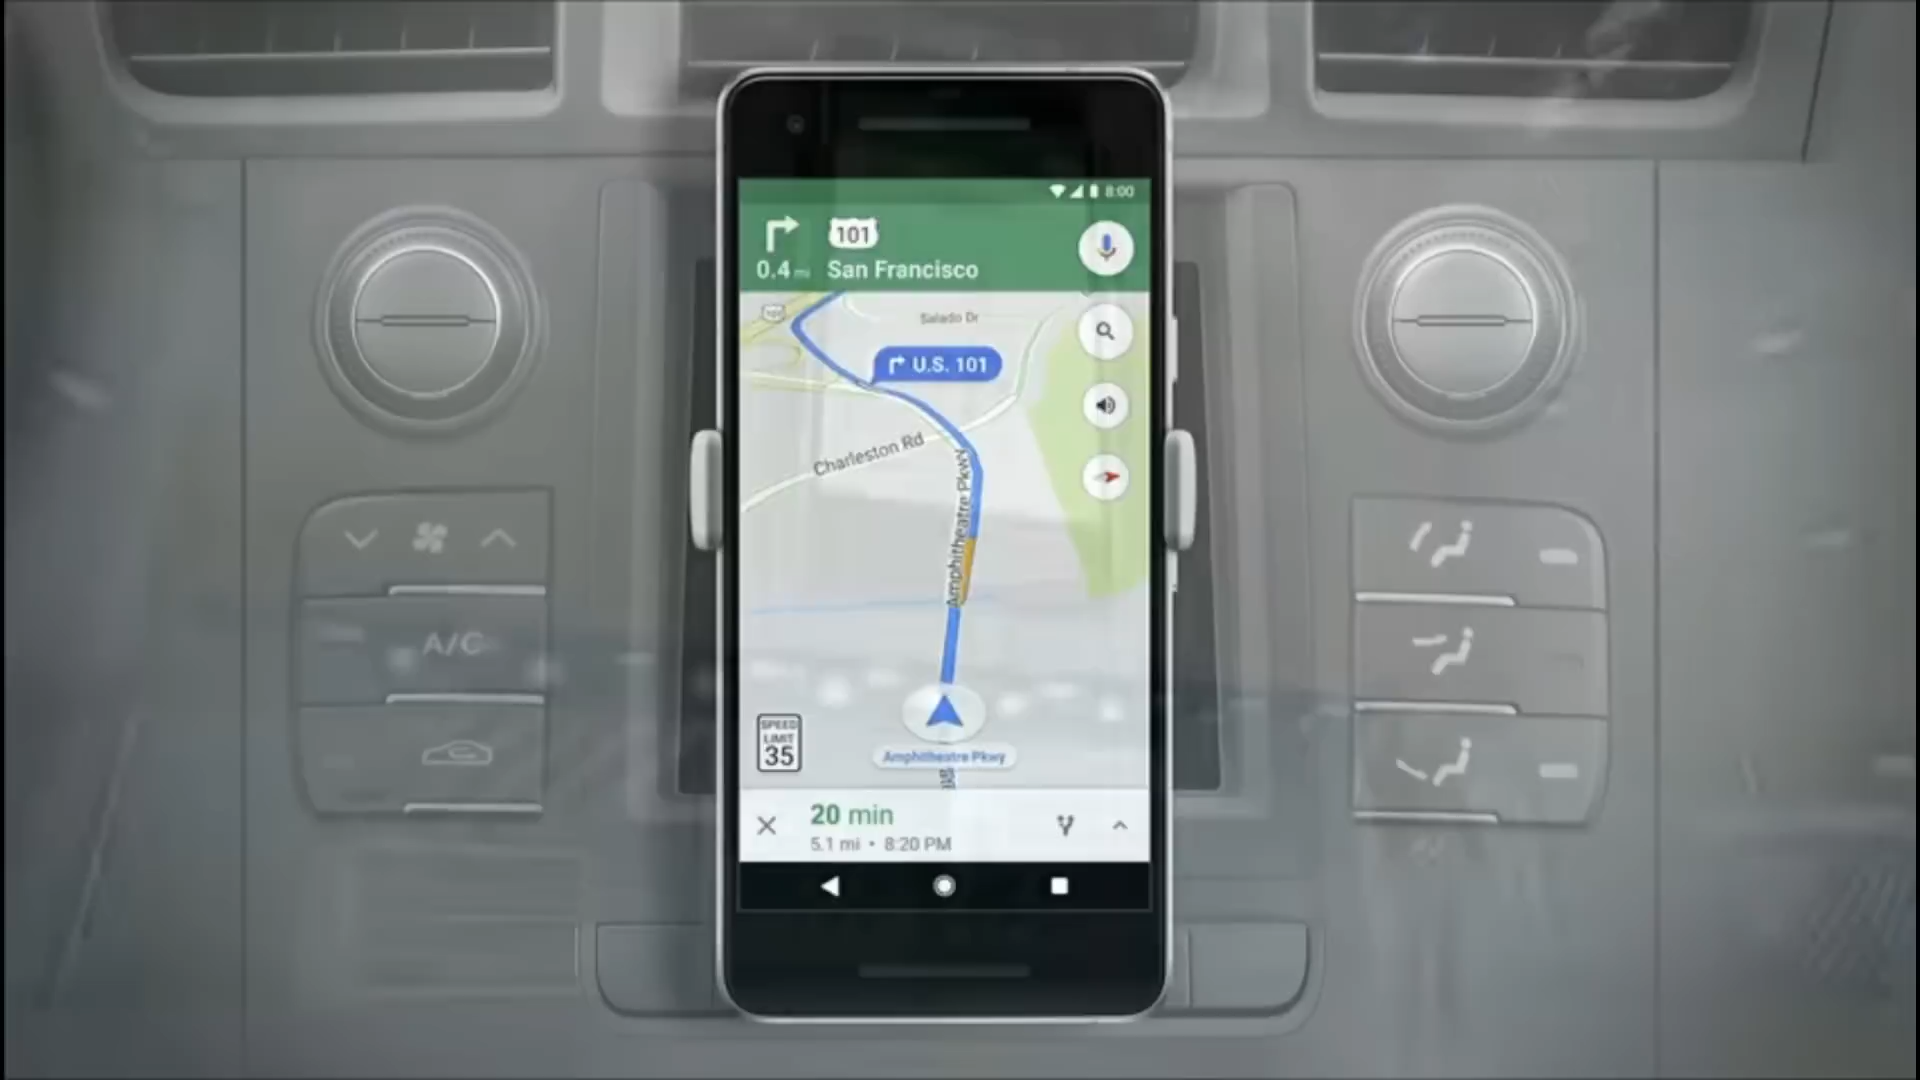 8:00
101
0.4 mi
San Francisco
Salado Dr
U.S. 101
Charleston Rd
Amphitheatre Pkwy
A/C
SPEED
LIMIT
35
Amphitheatre Pkwy
20 min
5.1 mi • 8:20 PM